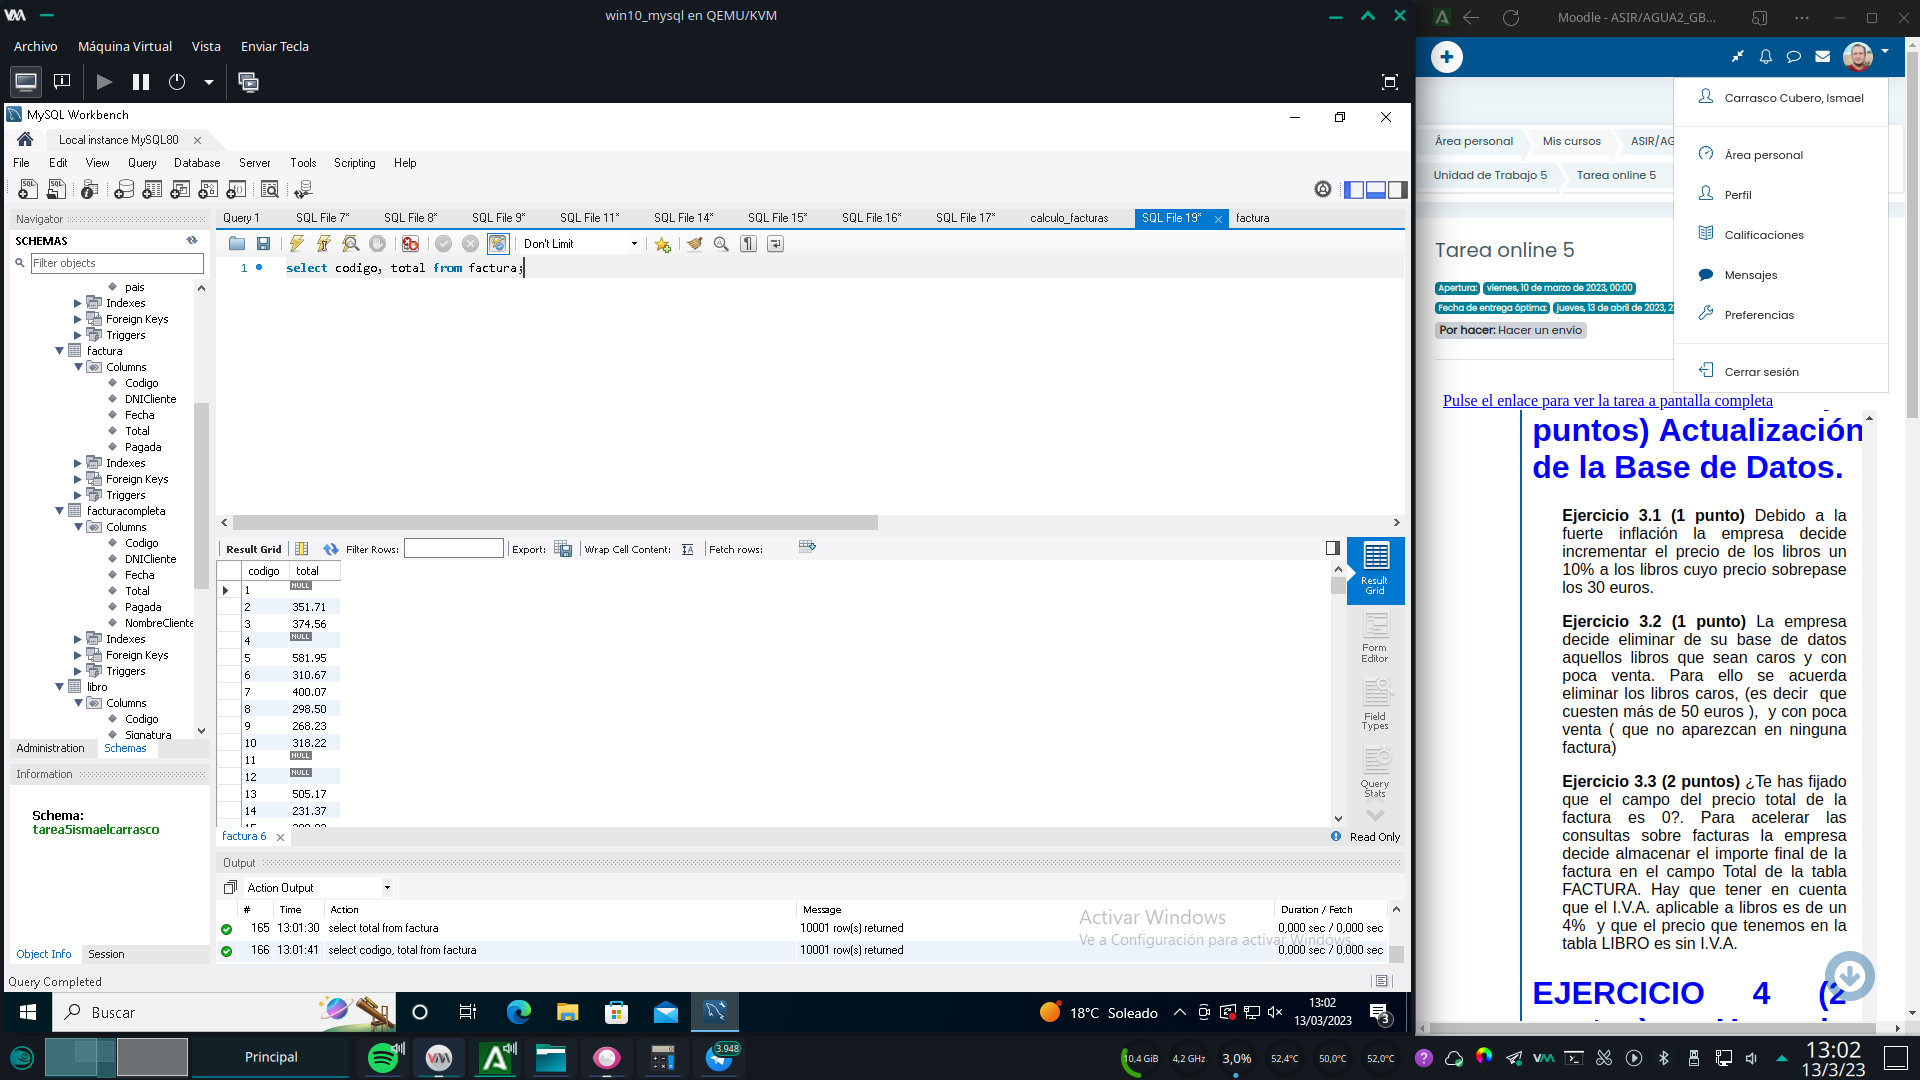 win10_mysql en QEMU/KVM
Archivo Máquina Virtual Vista Enviar Tecla
MySQL Workbench
Local instance MySQL80
File Edit View Query Database Server Tools Scripting Help
Navigator
SCHEMAS
Filter objects
pais
Indexes
Foreign Keys
Triggers
factura
Columns
Codigo
DNICliente
Fecha
Total
Pagada
Indexes
Foreign Keys
Triggers
facturacompleta
Columns
Codigo
DNICliente
Fecha
Total
Pagada
NombreCliente
Indexes
Foreign Keys
Triggers
libro
Columns
Codigo
Signatura
Administration Schemas
Information
Schema:
tarea5ismaelcarrasco
Object Info Session
Query Completed
Query 1 SQL File 7* SQL File 8* SQL File 9* SQL File 11* SQL File 14* SQL File 15* SQL File 16* SQL File 17* calculo_facturas SQL File 19* factura
Don't Limit
1 select codigo, total from factura;
Result Grid Filter Rows: Export: Wrap Cell Content: Fetch rows:
codigo total
1 NULL
2 351.71
3 374.56
4 NULL
5 581.95
6 310.67
7 400.07
8 298.50
9 268.23
10 318.22
11 NULL
12 NULL
13 505.17
14 231.37
Result Grid
Form Editor
Field Types
Query Stats
factura 6 Read Only
Output
Action Output
# Time Action Message Duration / Fetch
165 13:01:30 select total from factura 10001 row(s) returned 0,000 sec / 0,000 sec
166 13:01:41 select codigo, total from factura 10001 row(s) returned 0,000 sec / 0,000 sec
Activar Windows
Ve a Configuración para activar Windows.
Buscar
18°C Soleado
13:02
13/03/2023
3
Moodle - ASIR/AGUA2_GB...
Carrasco Cubero, Ismael
Área personal
Perfil
Calificaciones
Mensajes
Preferencias
Cerrar sesión
Área personal Mis cursos ASIR/AG
Unidad de Trabajo 5 Tarea online 5
Tarea online 5
Apertura: viernes, 10 de marzo de 2023, 00:00
Fecha de entrega óptima: jueves, 13 de abril de 2023, 2
Por hacer: Hacer un envío
Pulse el enlace para ver la tarea a pantalla completa
puntos) Actualización
de la Base de Datos.
Ejercicio 3.1 (1 punto) Debido a la
fuerte inflación la empresa decide
incrementar el precio de los libros un
10% a los libros cuyo precio sobrepase
los 30 euros.
Ejercicio 3.2 (1 punto) La empresa
decide eliminar de su base de datos
aquellos libros que sean caros y con
poca venta. Para ello se acuerda
eliminar los libros caros, (es decir que
cuesten más de 50 euros ), y con poca
venta ( que no aparezcan en ninguna
factura)
Ejercicio 3.3 (2 puntos) ¿Te has fijado
que el campo del precio total de la
factura es 0?. Para acelerar las
consultas sobre facturas la empresa
decide almacenar el importe final de la
factura en el campo Total de la tabla
FACTURA. Hay que tener en cuenta
que el I.V.A. aplicable a libros es de un
4% y que el precio que tenemos en la
tabla LIBRO es sin I.V.A.
EJERCICIO 4 (2
Principal
3.948
10,4 GiB 4,2 GHz 3,0% 52,4°C 50,0°C 52,0°C
13:02
13/3/23